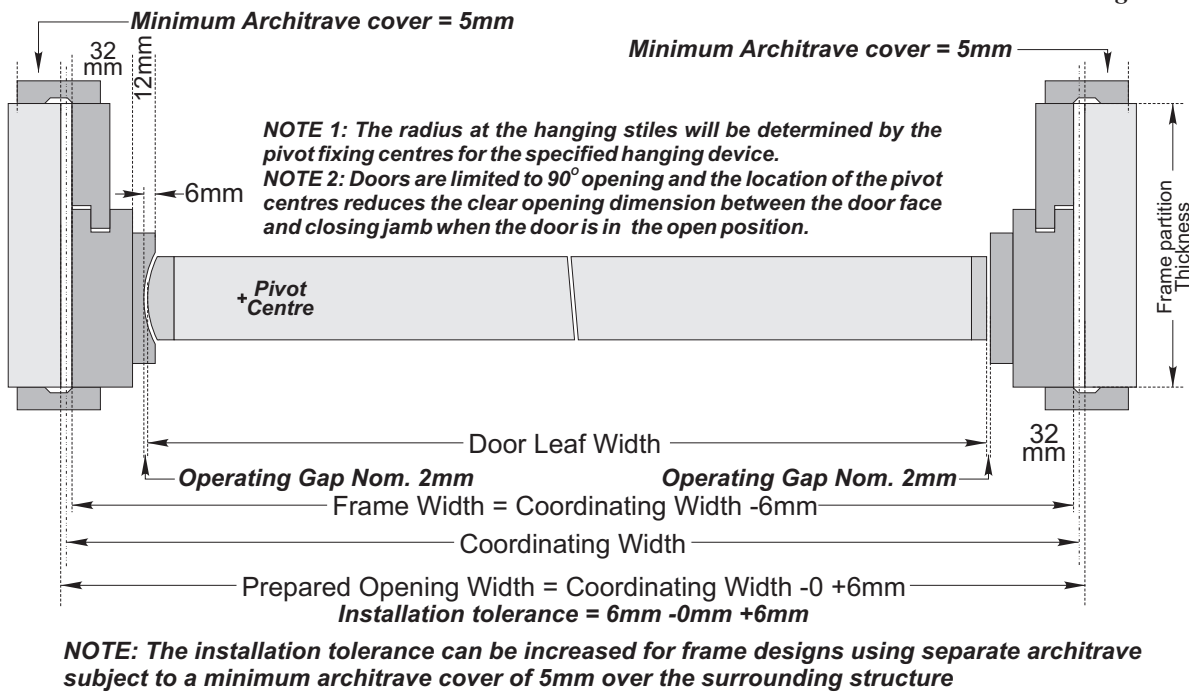 Minimum Architrave cover = 5mm
32
mm
12mm
Minimum Architrave cover = 5mm
NOTE 1: The radius at the hanging stiles will be determined by the
pivot fixing centres for the specified hanging device.
NOTE 2: Doors are limited to 90° opening and the location of the pivot
centres reduces the clear opening dimension between the door face
and closing jamb when the door is in the open position.
6mm
Frame partition
Thickness
+Pivot
Centre
Door Leaf Width
32
mm
Operating Gap Nom. 2mm
Operating Gap Nom. 2mm
Frame Width = Coordinating Width -6mm
Coordinating Width
Prepared Opening Width = Coordinating Width -0 +6mm
Installation tolerance = 6mm -0mm +6mm
NOTE: The installation tolerance can be increased for frame designs using separate architrave
subject to a minimum architrave cover of 5mm over the surrounding structure